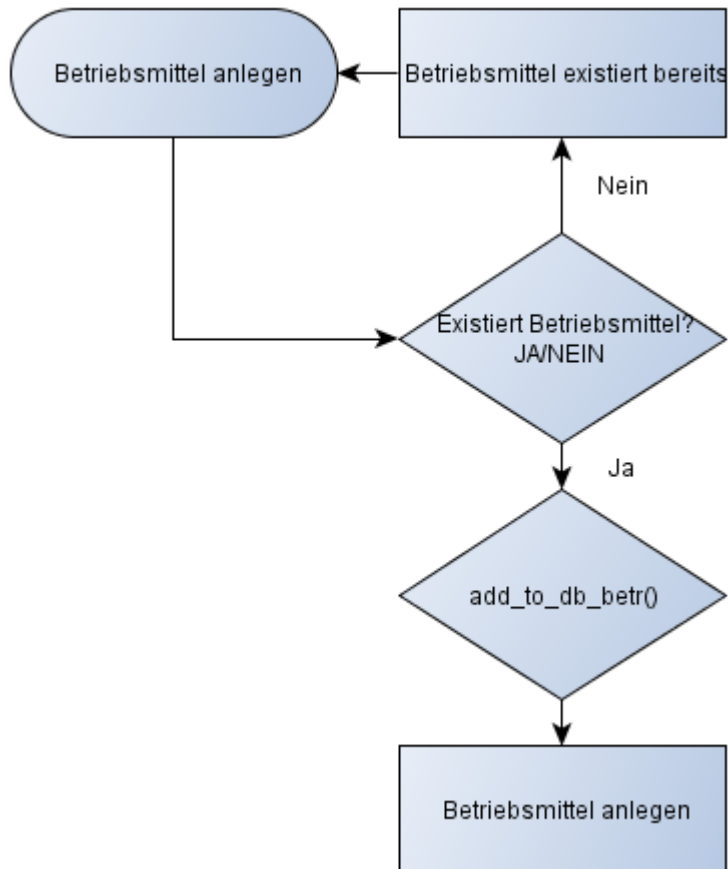 Betriebsmittel anlegen
Betriebsmittel existiert bereits
Nein
Existiert Betriebsmittel?
JA/NEIN
Ja
add_to_db_betr()
Betriebsmittel anlegen